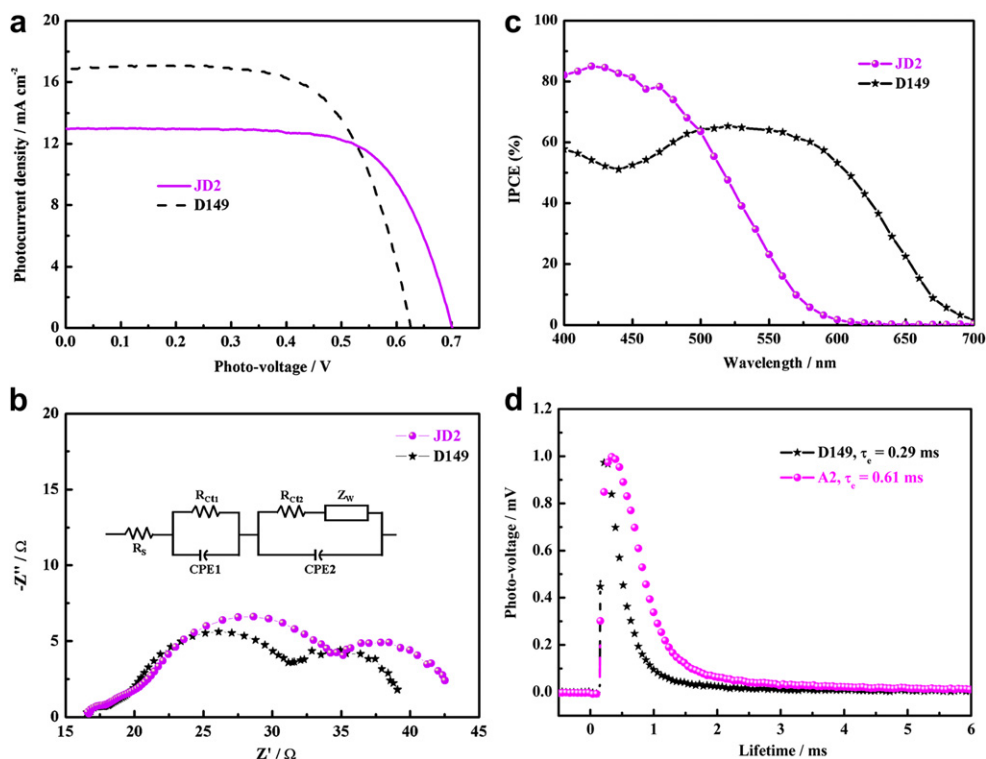 a
20
16
12
8
4
0
Photocurrent density / mA cm⁻²
JD2
D149
0.0 0.1 0.2 0.3 0.4 0.5 0.6 0.7
Photo-voltage / V
c
100
80
60
40
20
0
IPCE (%)
JD2
D149
400 450 500 550 600 650 700
Wavelength / nm
b
20
15
10
5
0
-Z'' / Ω
JD2
D149
R_Ct1
R_Ct2
Z_W
R_S
CPE1
CPE2
15 20 25 30 35 40 45
Z' / Ω
d
1.2
1.0
0.8
0.6
0.4
0.2
0.0
Photo-voltage / mV
D149, τ_e = 0.29 ms
A2, τ_e = 0.61 ms
0 1 2 3 4 5 6
Lifetime / ms